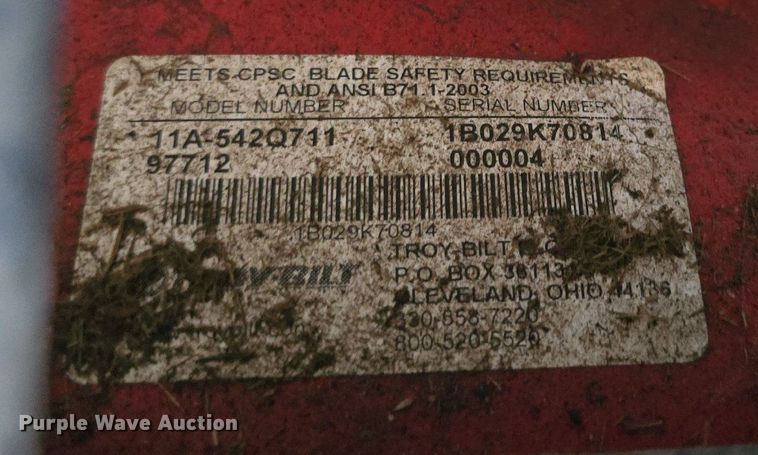 MEETS CPSC BLADE SAFETY REQUIREMENTS
AND ANSI B71.1-2003
MODEL NUMBER SERIAL NUMBER
11A-542Q711 1B029K70814
97712 000004
1B029K70814
TROY-BILT
P.O. BOX
CLEVELAND, OHIO 44136
330-558-7220
800-520-5520
Purple Wave Auction